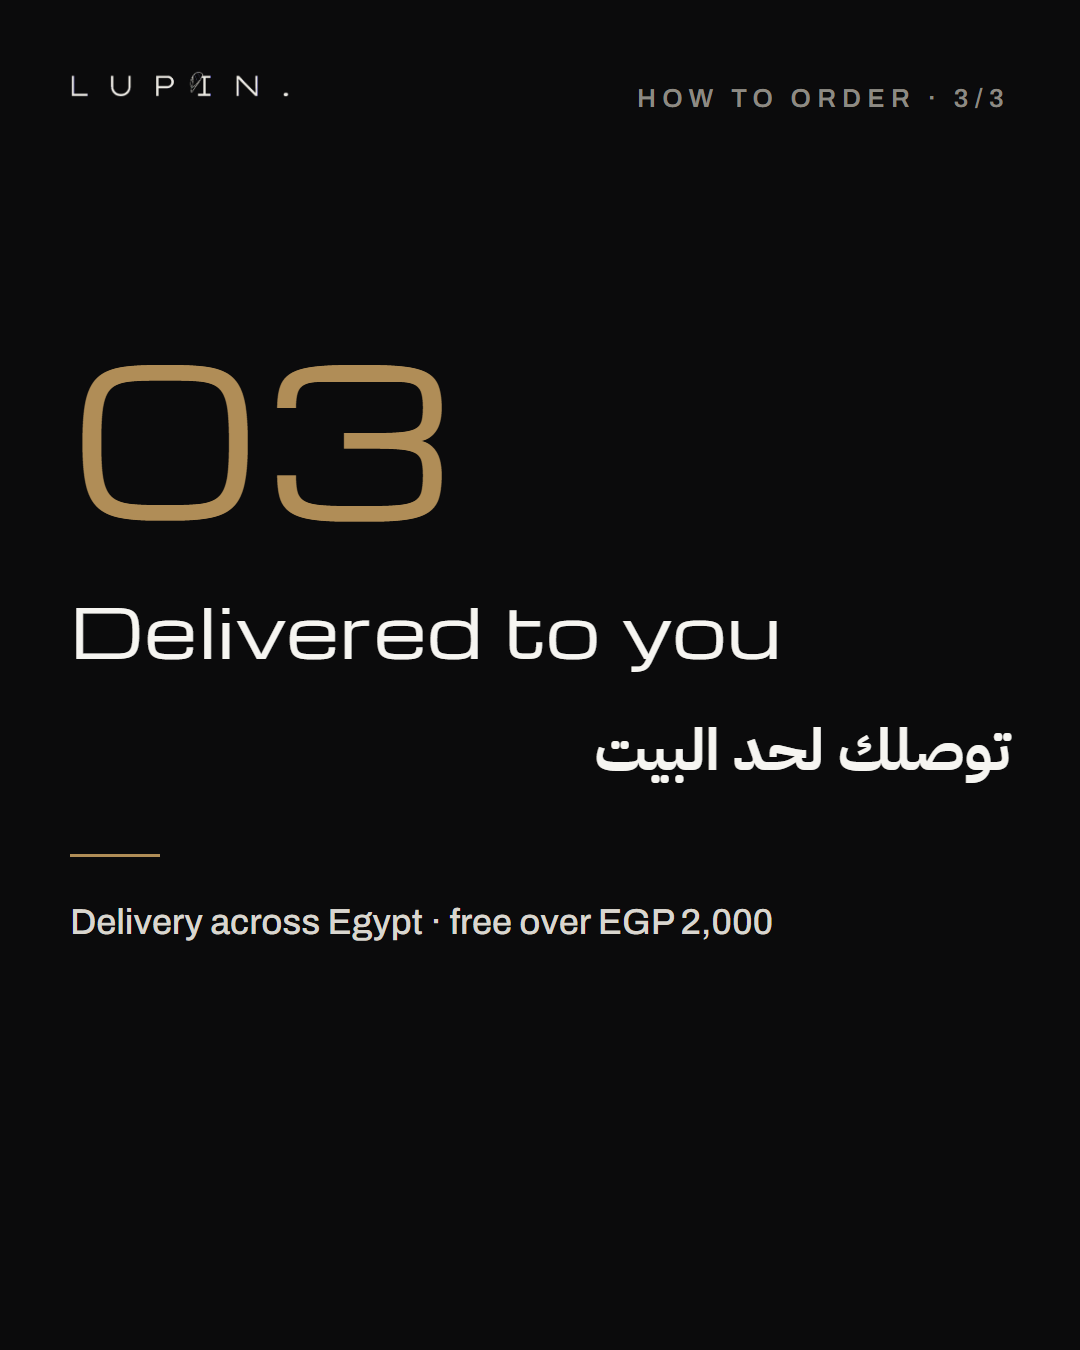 LUPIN.
HOW TO ORDER · 3/3
03
Delivered to you
توصلك لحد البيت
Delivery across Egypt · free over EGP 2,000